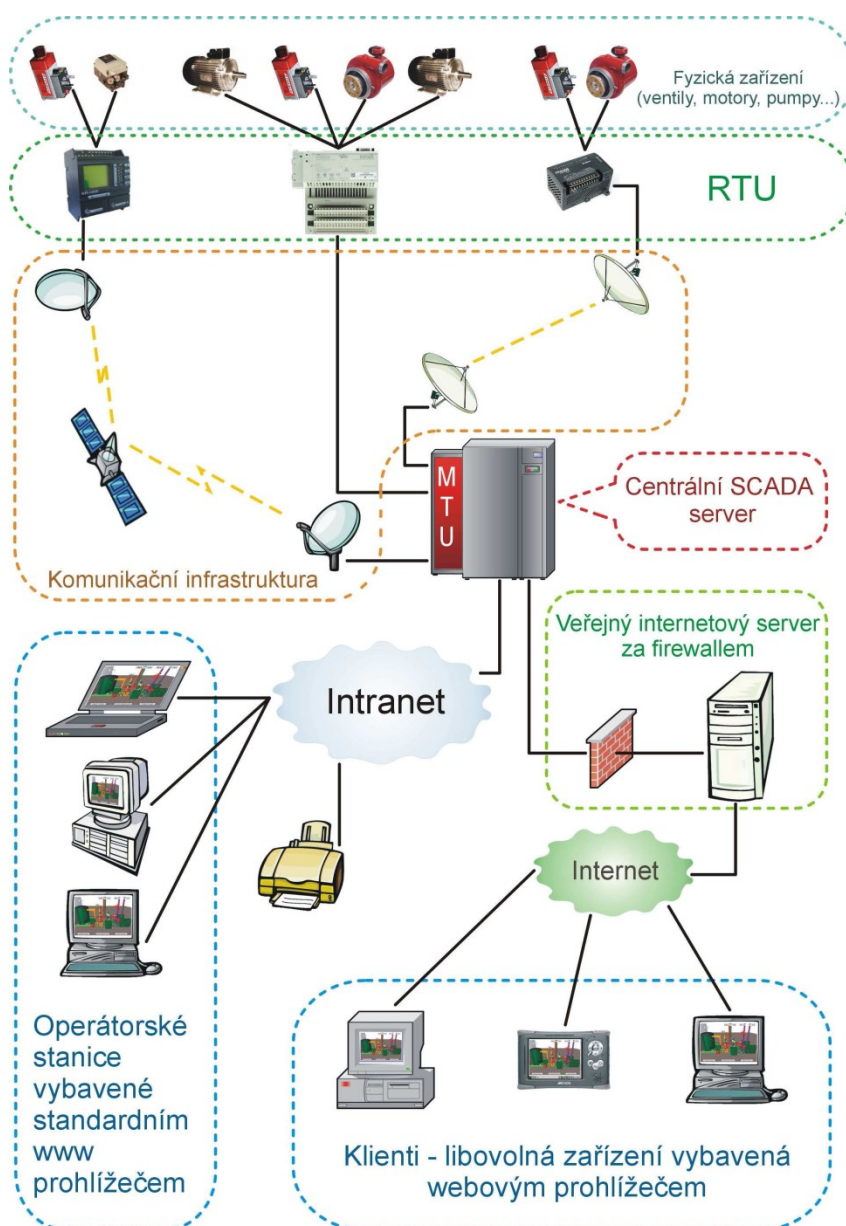 Fyzická zařízení
(ventily, motory, pumpy...)
RTU
MTU
Centrální SCADA
server
Komunikační infrastruktura
Veřejný internetový server
za firewallem
Intranet
Internet
Operátorské
stanice
vybavené
standardním
www
prohlížečem
Klienti - libovolná zařízení vybavená
webovým prohlížečem